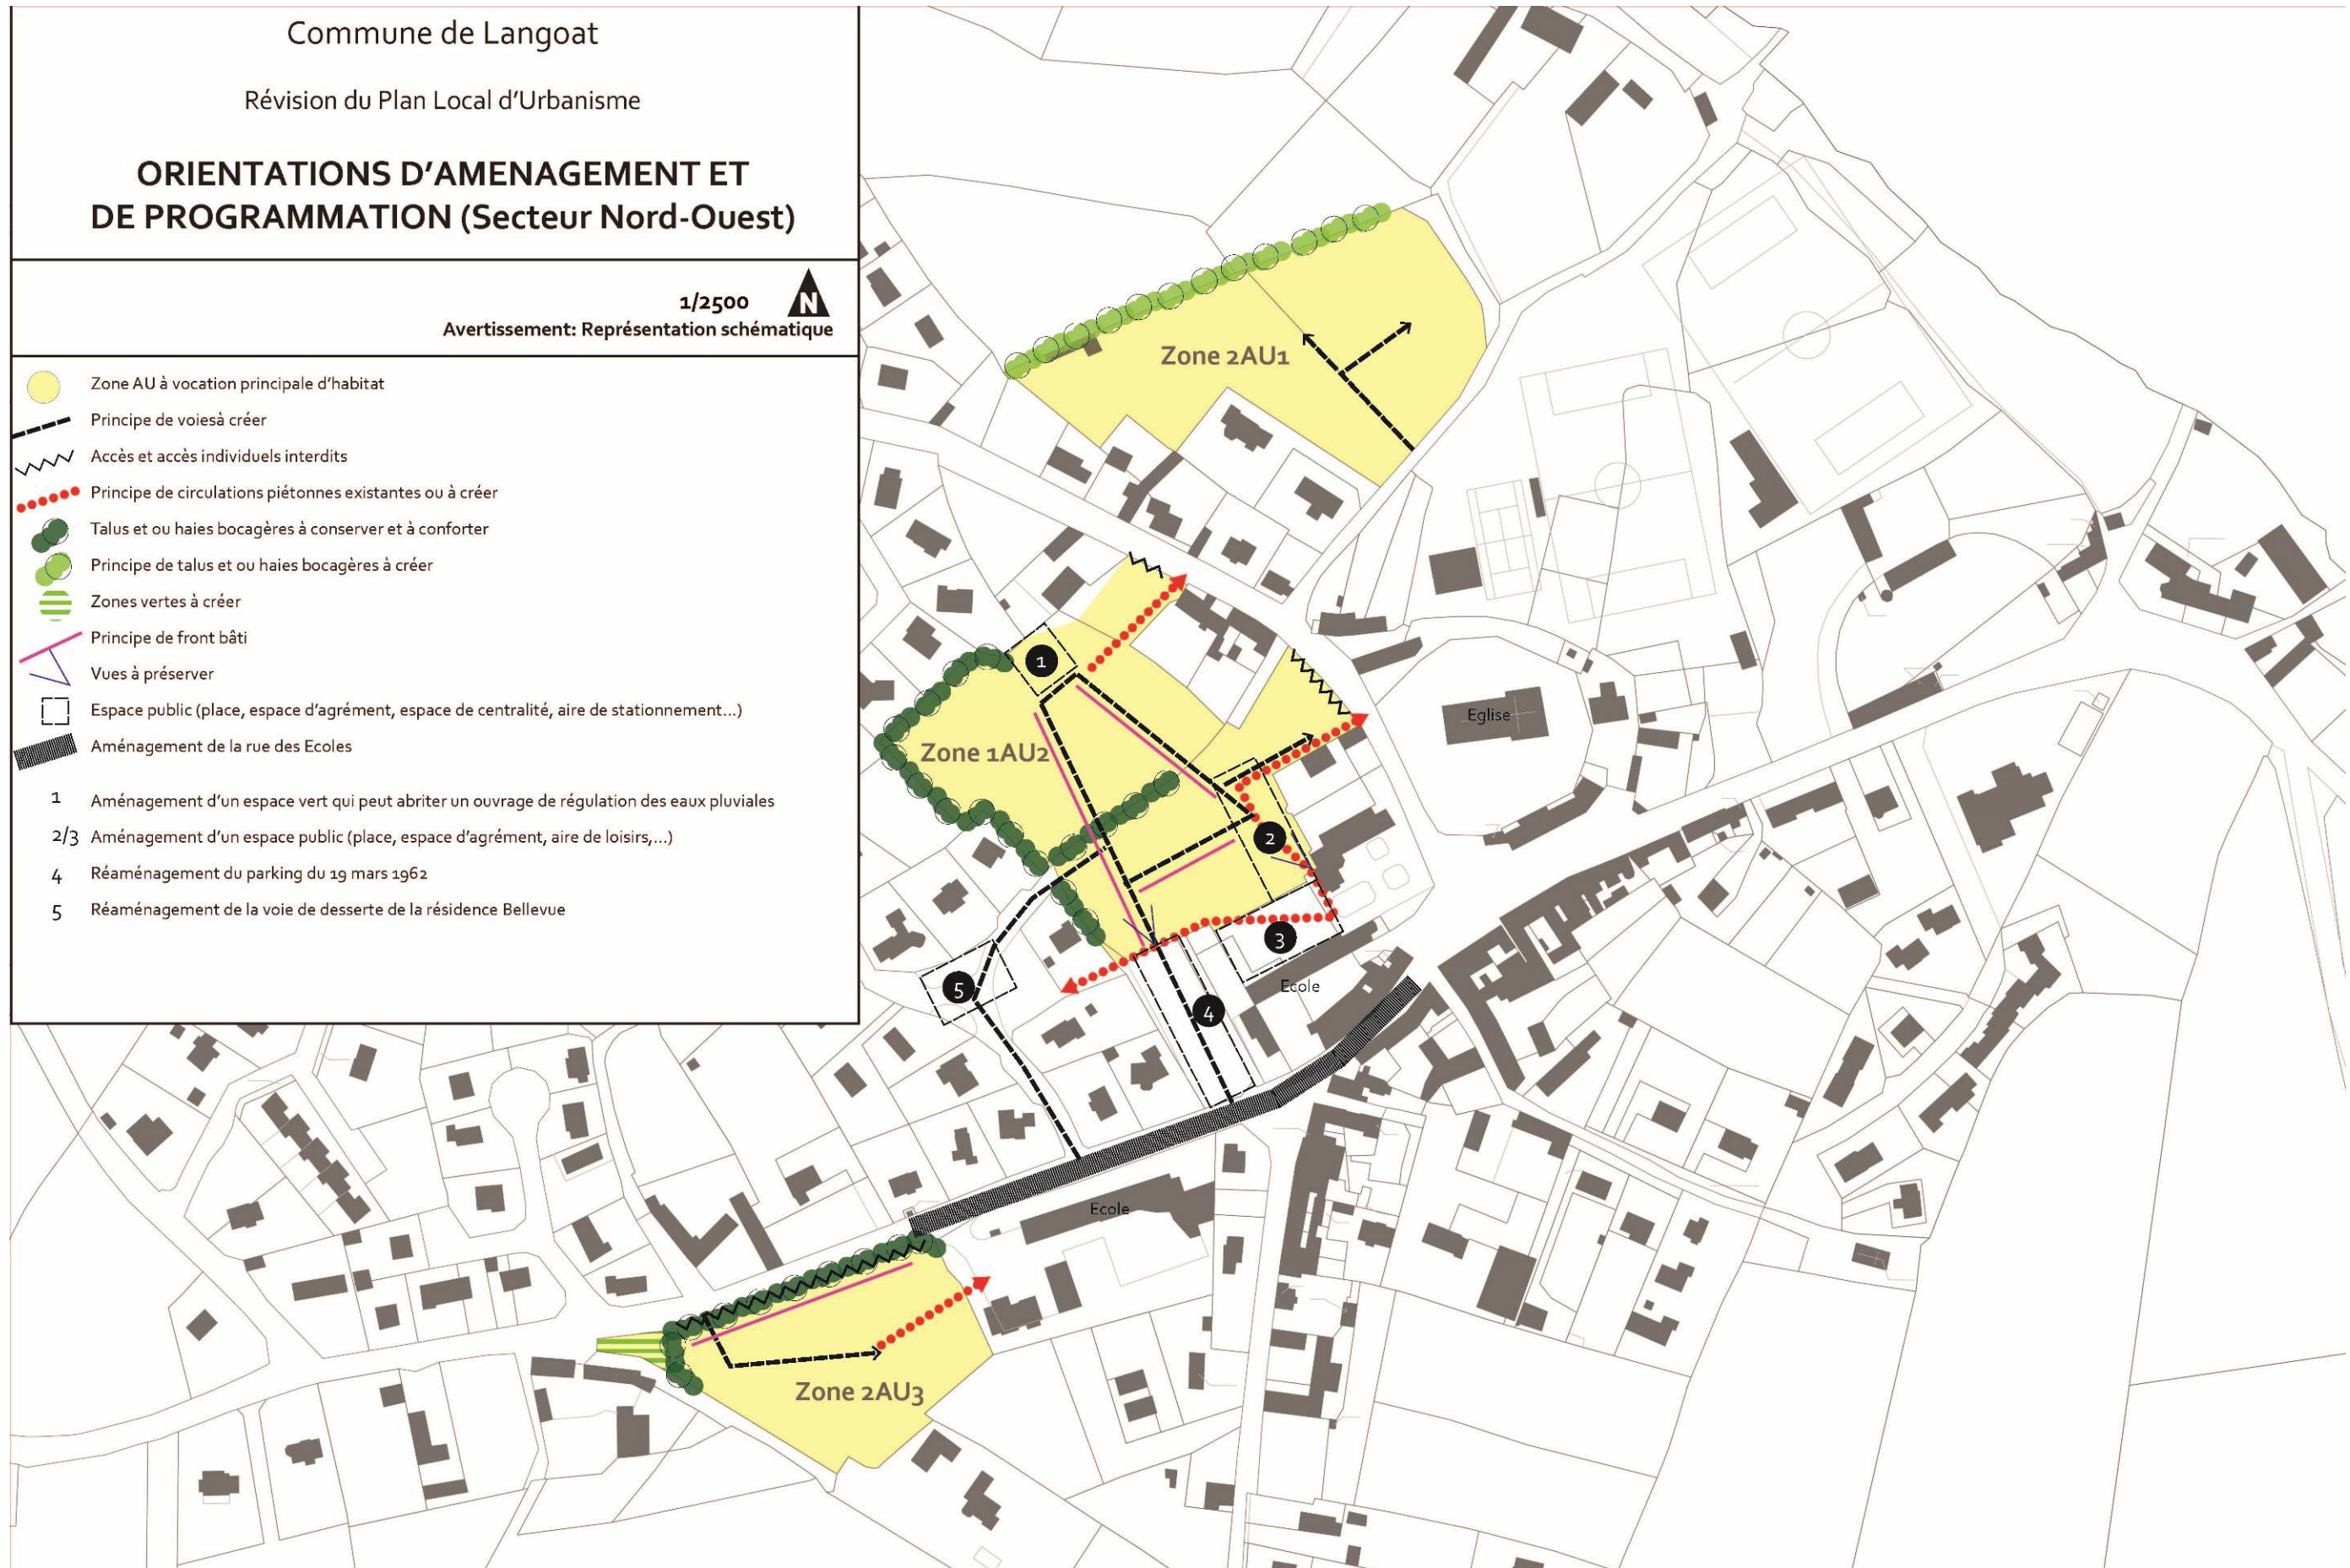 Commune de Langoat
Révision du Plan Local d'Urbanisme
ORIENTATIONS D'AMENAGEMENT ET
DE PROGRAMMATION (Secteur Nord-Ouest)
1/2500
N
Avertissement: Représentation schématique
Zone AU à vocation principale d'habitat
Principe de voiesà créer
Accès et accès individuels interdits
Principe de circulations piétonnes existantes ou à créer
Talus et ou haies bocagères à conserver et à conforter
Principe de talus et ou haies bocagères à créer
Zones vertes à créer
Principe de front bâti
Vues à préserver
Espace public (place, espace d'agrément, espace de centralité, aire de stationnement...)
Aménagement de la rue des Ecoles
1 Aménagement d'un espace vert qui peut abriter un ouvrage de régulation des eaux pluviales
2/3 Aménagement d'un espace public (place, espace d'agrément, aire de loisirs,...)
4 Réaménagement du parking du 19 mars 1962
5 Réaménagement de la voie de desserte de la résidence Bellevue
Zone 2AU1
1
Eglise
Zone 1AU2
2
3
5
Ecole
4
Ecole
Zone 2AU3